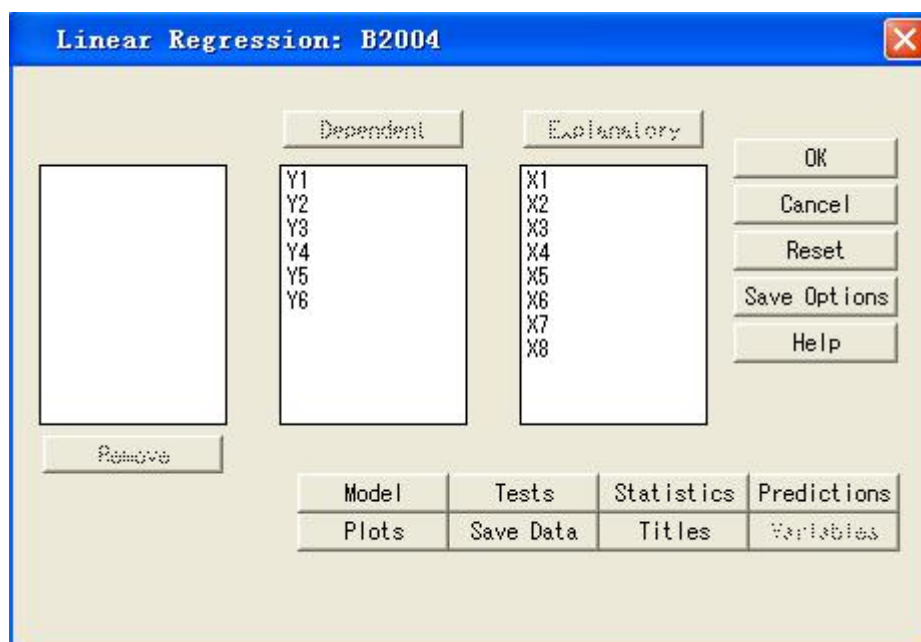 Linear Regression: B2004
Dependent
Explanatory
Y1
Y2
Y3
Y4
Y5
Y6
X1
X2
X3
X4
X5
X6
X7
X8
OK
Cancel
Reset
Save Options
Help
Remove
Model
Tests
Statistics
Predictions
Plots
Save Data
Titles
Variables